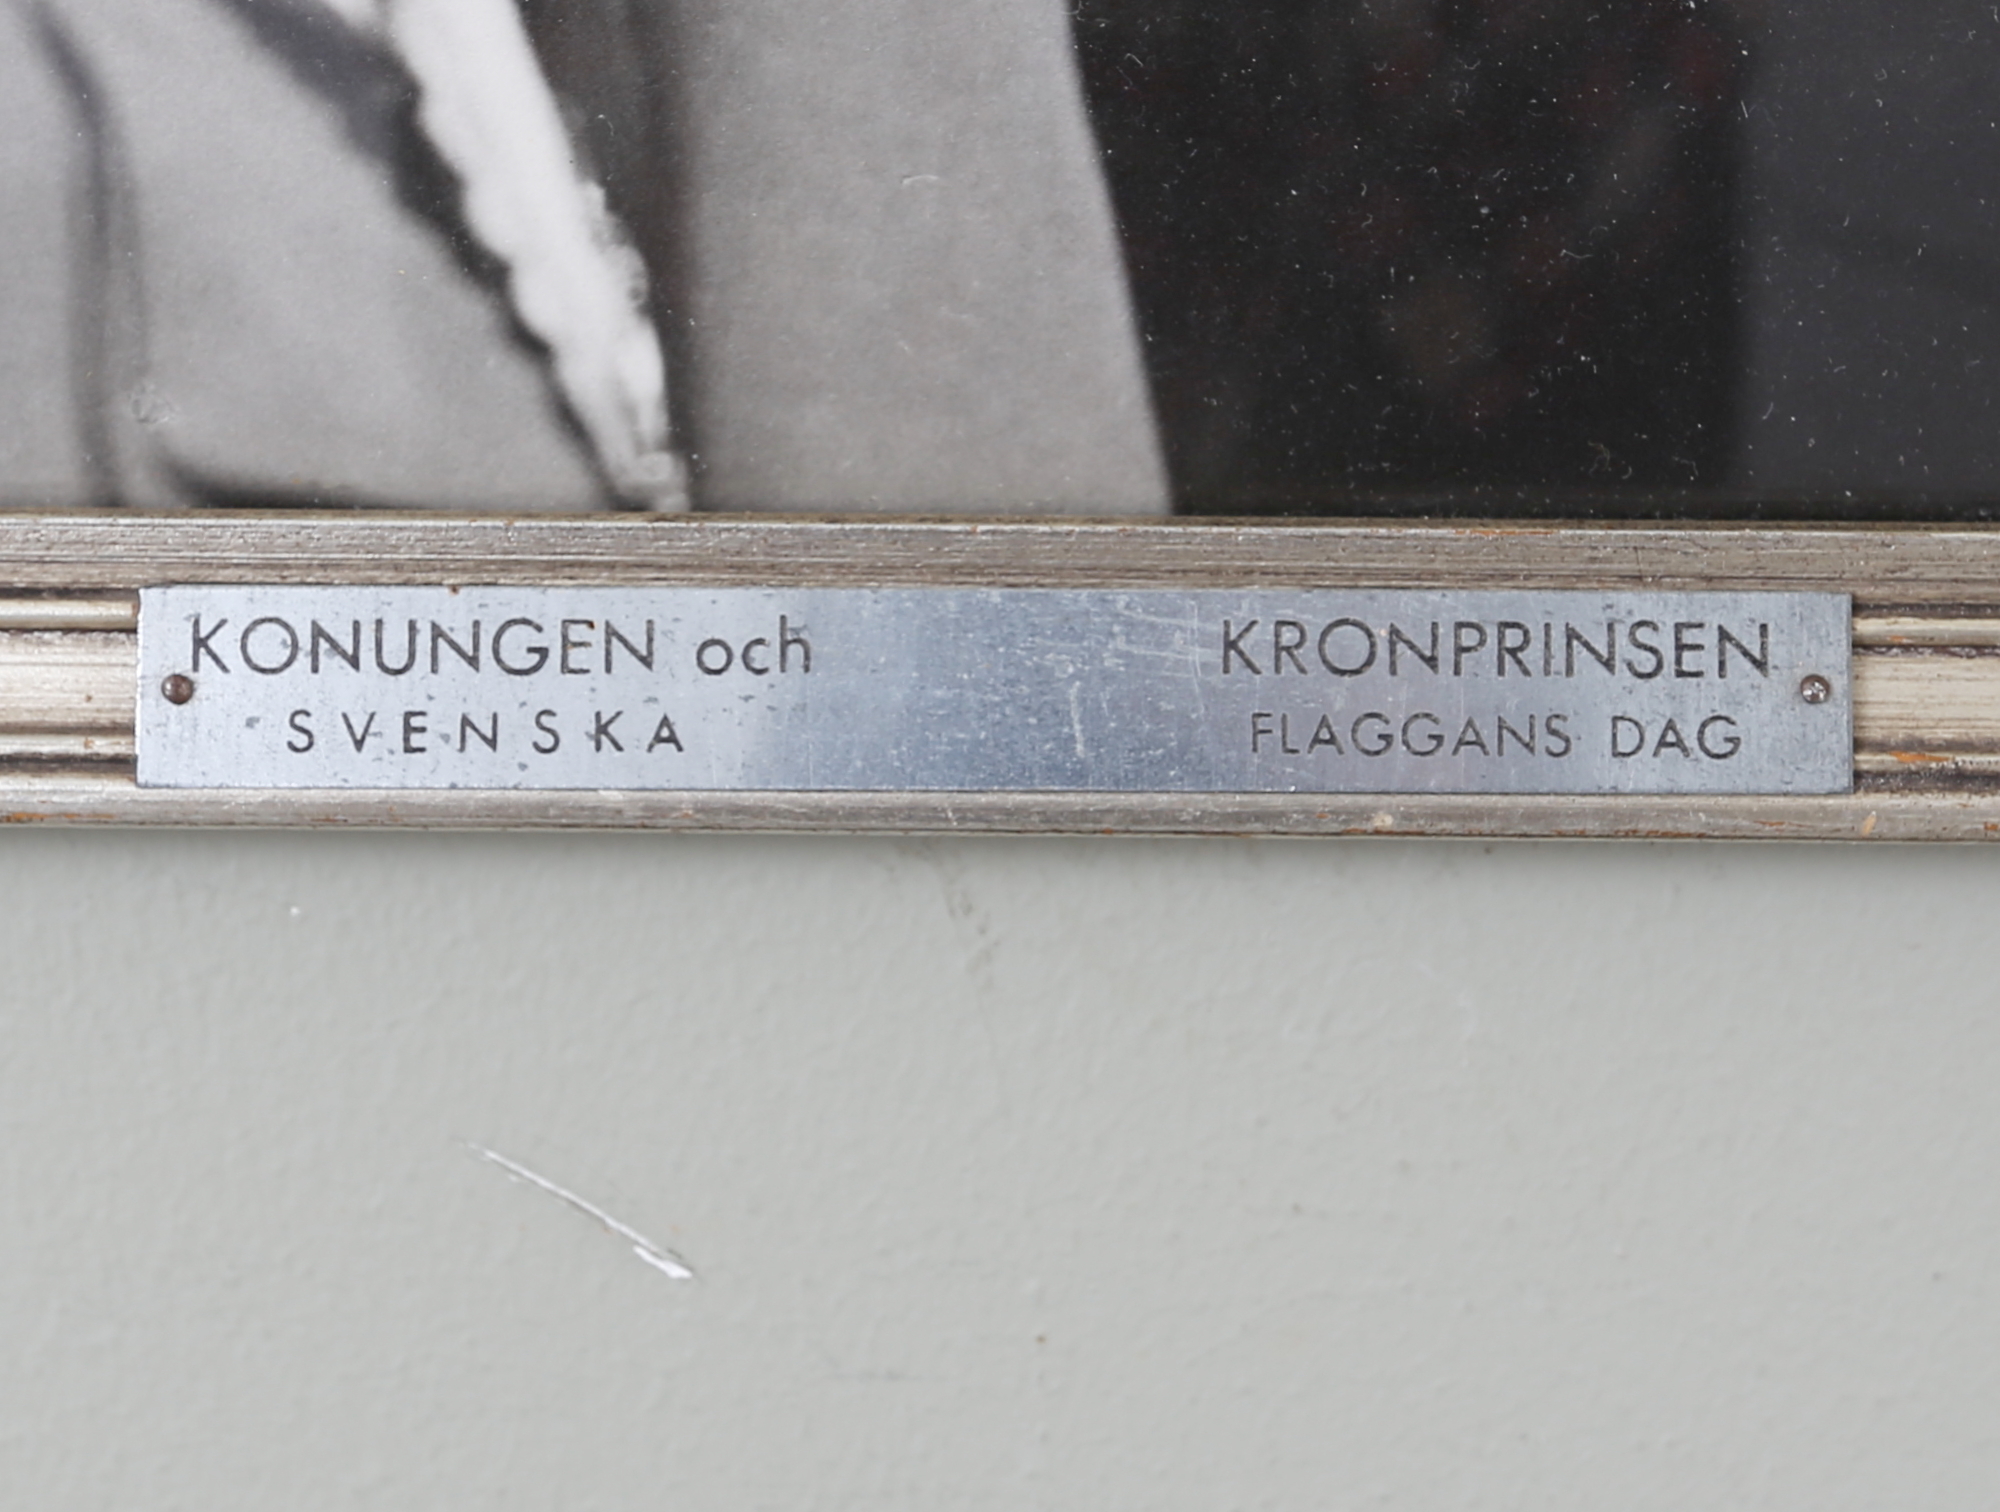 KONUNGEN och KRONPRINSEN
SVENSKA FLAGGANS DAG